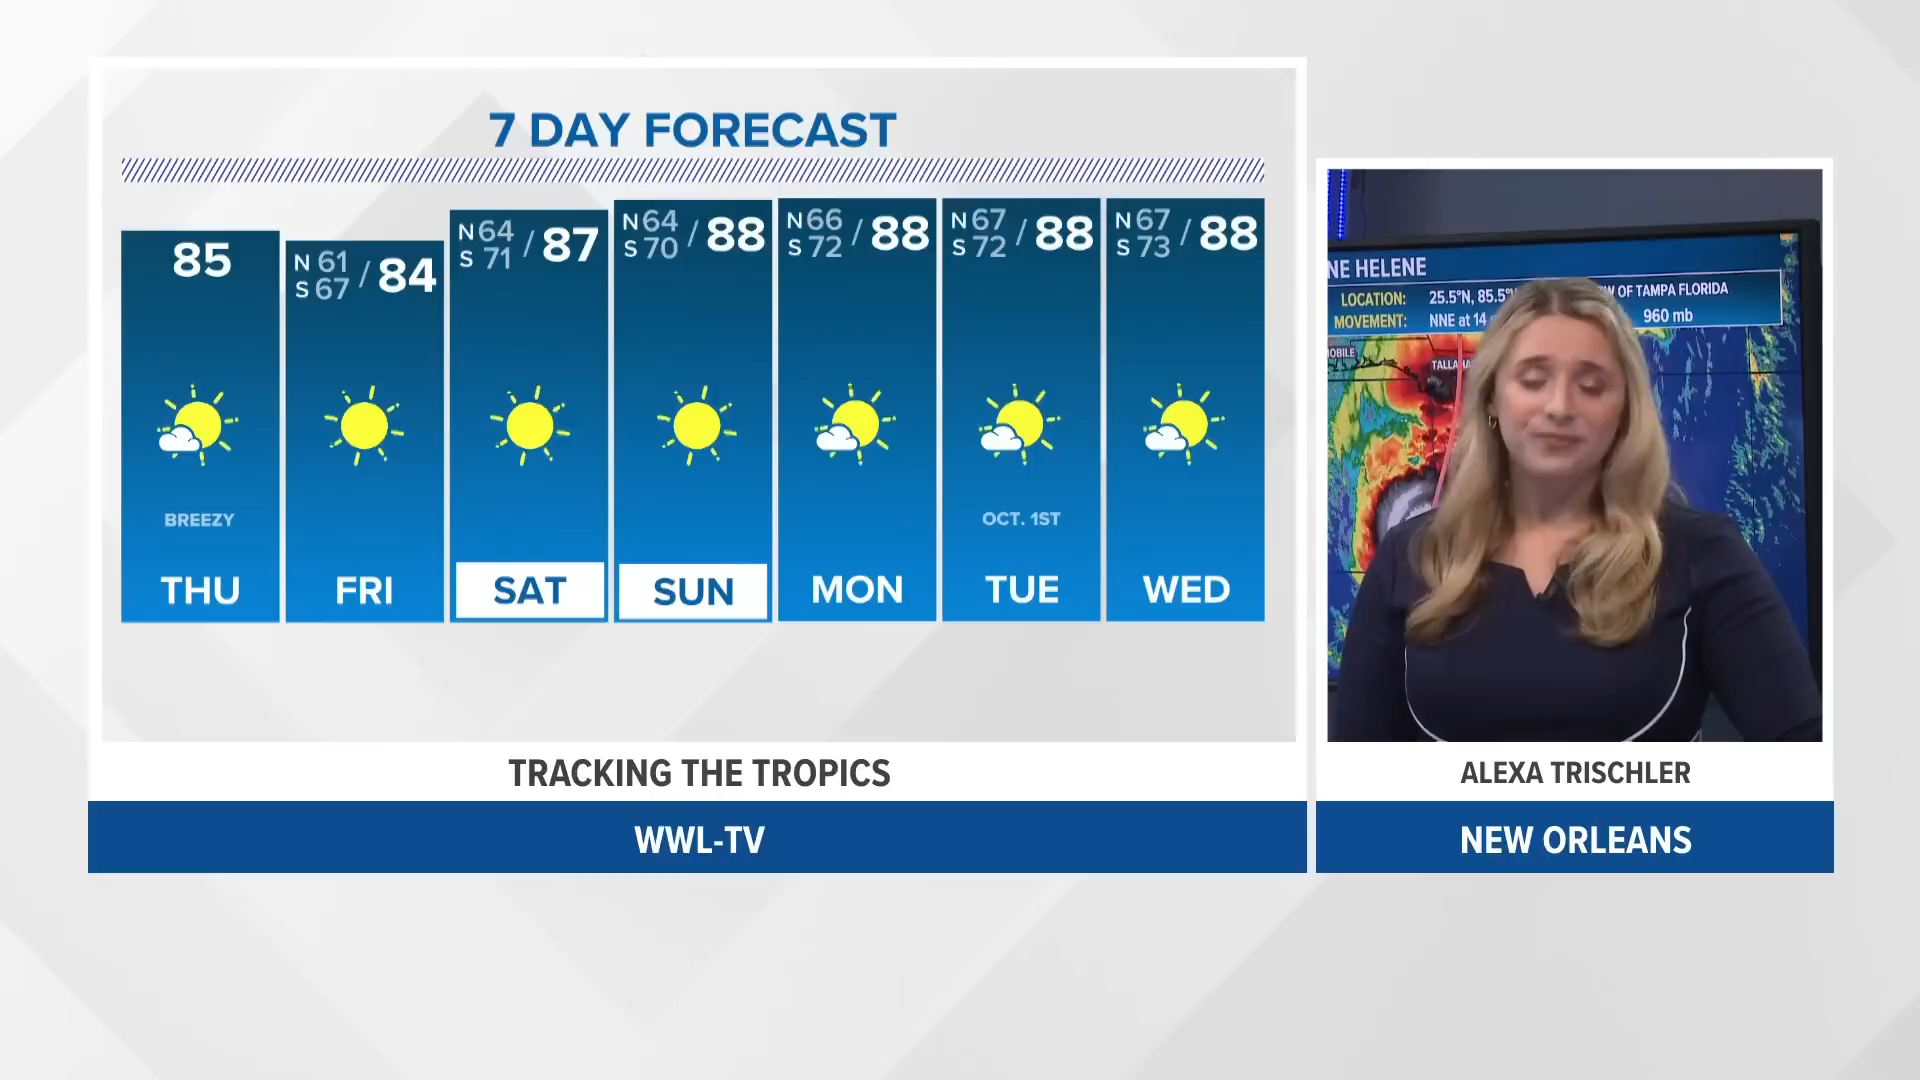 7 DAY FORECAST
85
BREEZY
THU
N 61
S 67 / 84
FRI
N 64
S 71 / 87
SAT
N 64
S 70 / 88
SUN
N 66
S 72 / 88
MON
N 67
S 72 / 88
OCT. 1ST
TUE
N 67
S 73 / 88
WED
TRACKING THE TROPICS
WWL-TV
NE HELENE
LOCATION: 25.5°N, 85.5° OF TAMPA FLORIDA
MOVEMENT: NNE at 14 960 mb
OBILE
TALLAHA
ALEXA TRISCHLER
NEW ORLEANS